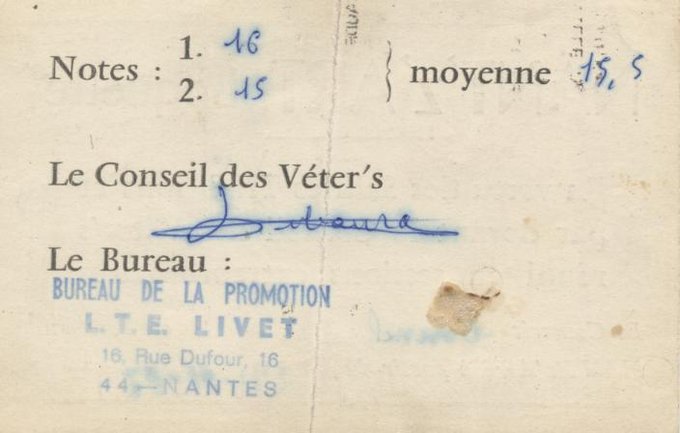 Notes : 1. 16 } moyenne 15,5
2. 15
Le Conseil des Véter's
Le Bureau :
BUREAU DE LA PROMOTION
L.T.E. LIVET
16, Rue Dufour, 16
44 — NANTES